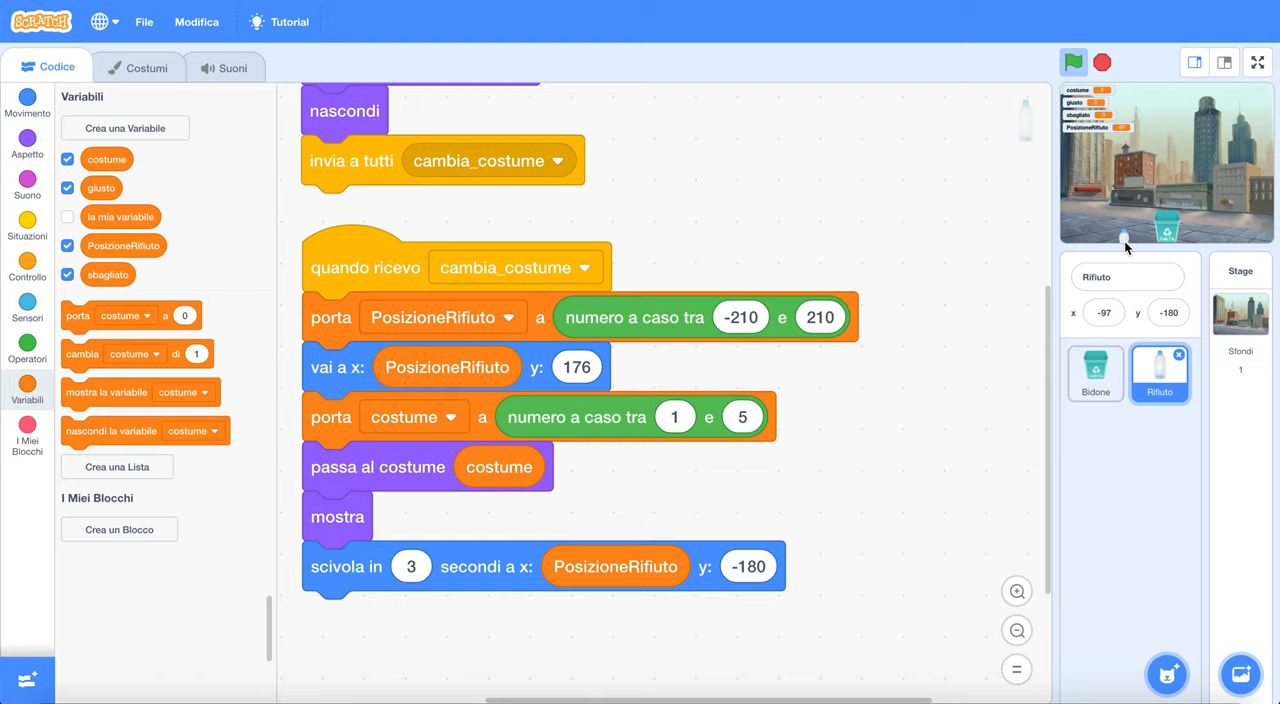 SCRATCH
File
Modifica
Tutorial
Codice
Costumi
Suoni
Movimento
Aspetto
Suono
Situazioni
Controllo
Sensori
Operatori
Variabili
I Miei
Blocchi
Variabili
Crea una Variabile
costume
giusto
la mia variabile
PosizioneRifiuto
sbagliato
porta costume a 0
cambia costume di 1
mostra la variabile costume
nascondi la variabile costume
Crea una Lista
I Miei Blocchi
Crea un Blocco
nascondi
invia a tutti cambia_costume
quando ricevo cambia_costume
porta PosizioneRifiuto a numero a caso tra -210 e 210
vai a x: PosizioneRifiuto y: 176
porta costume a numero a caso tra 1 e 5
passa al costume costume
mostra
scivola in 3 secondi a x: PosizioneRifiuto y: -180
costume
giusto
sbagliato
PosizioneRifiuto
Rifiuto
x -97 y -180
Bidone
Rifiuto
Stage
Sfondi
1